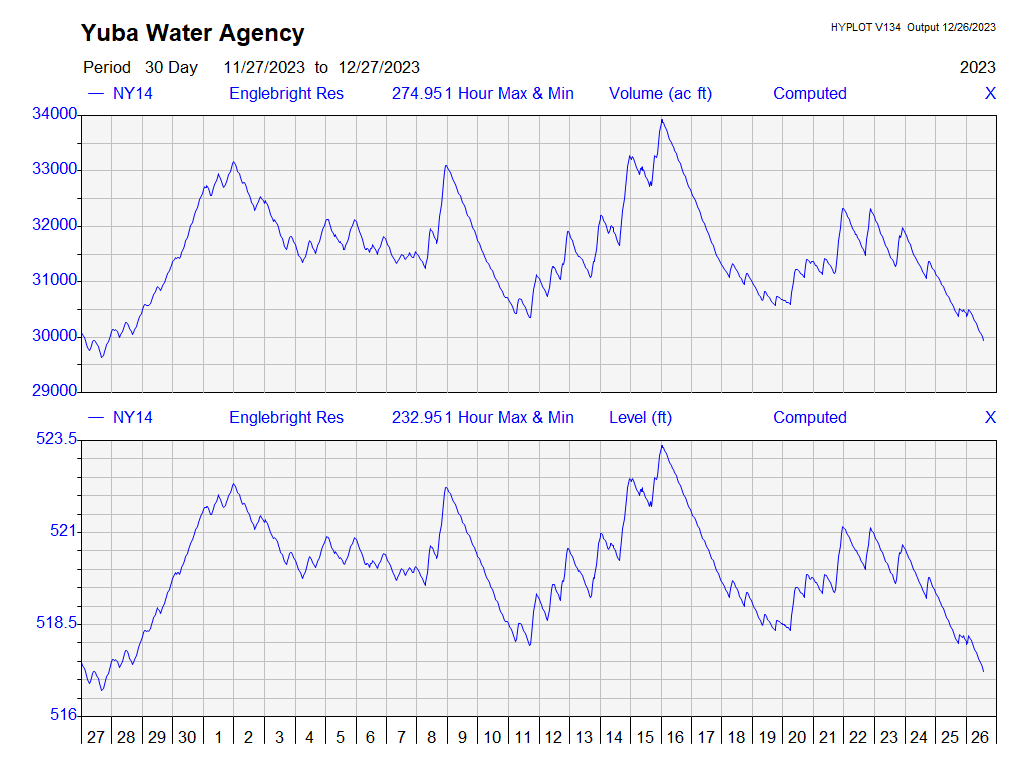 Yuba Water Agency
HYPLOT V134 Output 12/26/2023
Period 30 Day 11/27/2023 to 12/27/2023
2023
— NY14 Englebright Res 274.951 Hour Max & Min Volume (ac ft) Computed X
34000
33000
32000
31000
30000
29000
— NY14 Englebright Res 232.951 Hour Max & Min Level (ft) Computed X
523.5
521
518.5
516
27 28 29 30 1 2 3 4 5 6 7 8 9 10 11 12 13 14 15 16 17 18 19 20 21 22 23 24 25 26